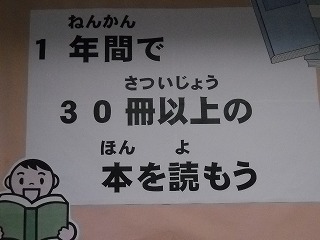 ねんかん
1年間で
さついじょう
30冊以上の
ほん よ
本を読もう